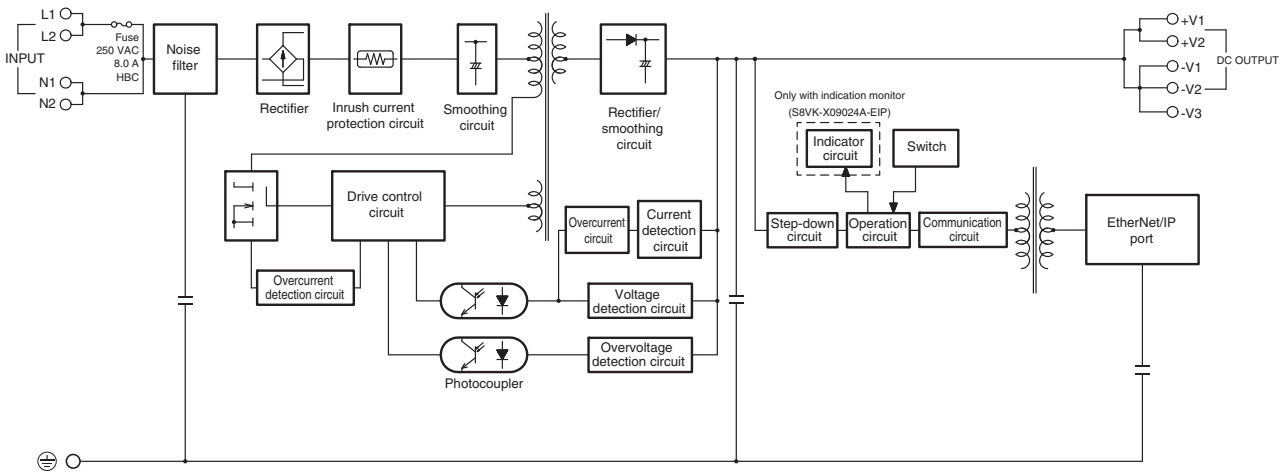 L1
L2
INPUT
N1
N2
Fuse
250 VAC
8.0 A
HBC
Noise
filter
Rectifier
Inrush current
protection circuit
Smoothing
circuit
Rectifier/
smoothing
circuit
+V1
+V2
-V1
-V2
-V3
DC OUTPUT
Only with indication monitor
(S8VK-X09024A-EIP)
Indicator
circuit
Switch
Drive control
circuit
Overcurrent
circuit
Current
detection
circuit
Step-down
circuit
Operation
circuit
Communication
circuit
EtherNet/IP
port
Overcurrent
detection circuit
Voltage
detection circuit
Overvoltage
detection circuit
Photocoupler